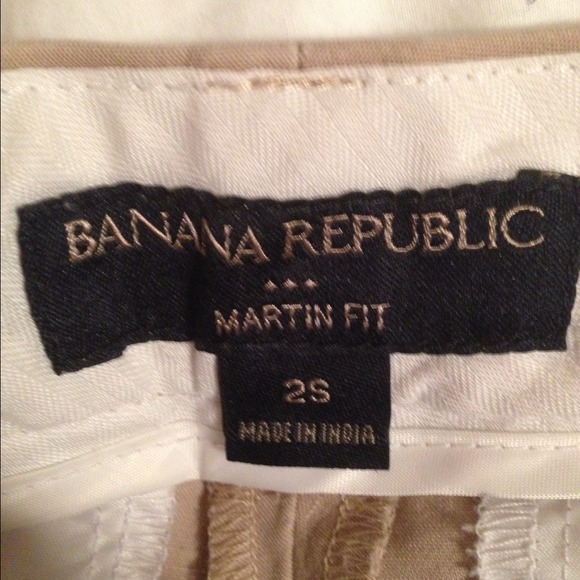 BANANA REPUBLIC
MARTIN FIT
2S
MADE IN INDIA